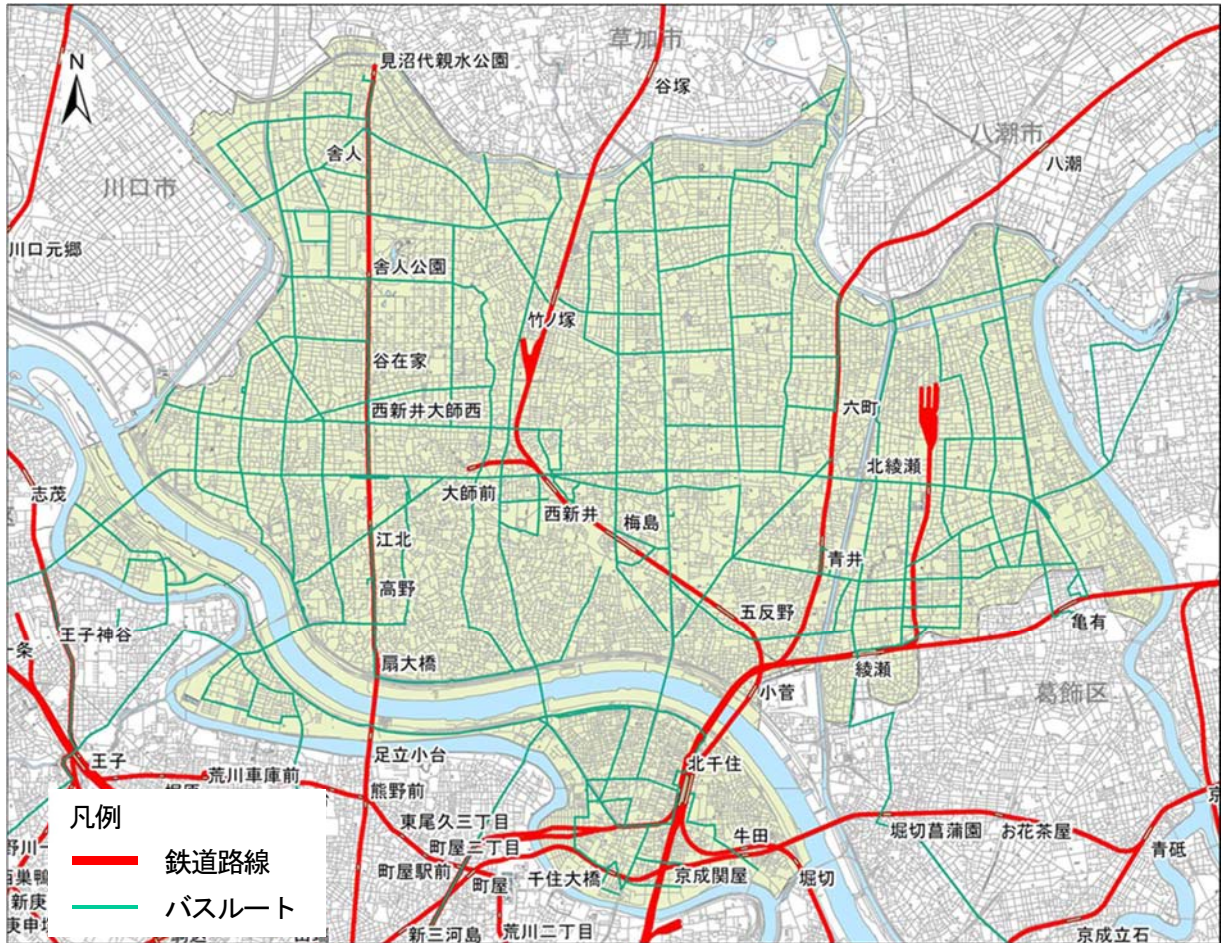 草加市
見沼代親水公園
N
谷塚
八潮市
舎人
八潮
川口市
川口元郷
舎人公園
竹ノ塚
谷在家
西新井大師西
六町
北綾瀬
志茂
大師前
西新井
梅島
江北
青井
高野
五反野
亀有
王子神谷
一条
扇大橋
綾瀬
小菅
葛飾区
足立小台
北千住
王子
荒川車庫前
熊野前
東尾久三丁目
牛田
堀切菖蒲園
お花茶屋
町屋二丁目
青砥
町屋駅前
町屋
千住大橋
京成関屋
堀切
新三河島
荒川二丁目
京成立石
凡例
鉄道路線
バスルート